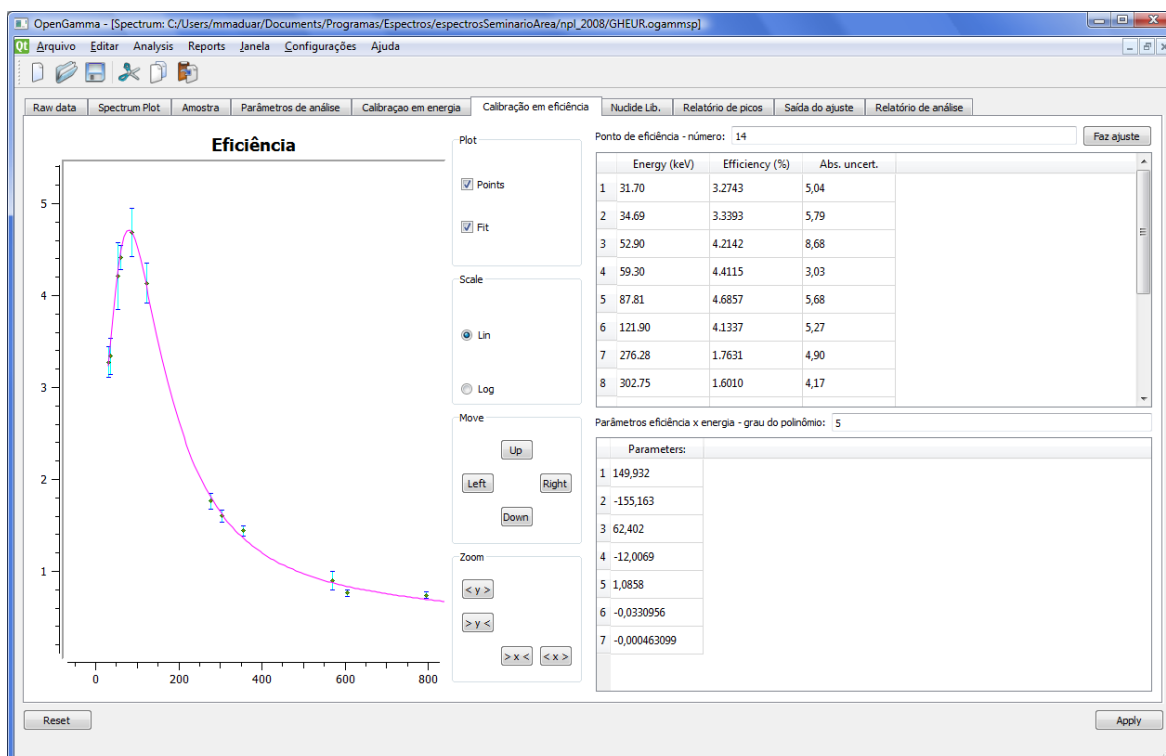 OpenGamma - [Spectrum: C:/Users/mmaduar/Documents/Programas/Espectros/espectrosSeminarioArea/npl_2008/GHEUR.ogammsp]
Arquivo Editar Analysis Reports Janela Configurações Ajuda
Raw data Spectrum Plot Amostra Parâmetros de análise Calibraçao em energia Calibração em eficiência Nuclide Lib. Relatório de picos Saída do ajuste Relatório de análise
Eficiência
5
4
3
2
1
0 200 400 600 800
Plot
Points
Fit
Scale
Lin
Log
Move
Up
Left Right
Down
Zoom
< y >
> y <
> x < < x >
Ponto de eficiência - número: 14 Faz ajuste
Energy (keV) Efficiency (%) Abs. uncert.
1 31.70 3.2743 5,04
2 34.69 3.3393 5,79
3 52.90 4.2142 8,68
4 59.30 4.4115 3,03
5 87.81 4.6857 5,68
6 121.90 4.1337 5,27
7 276.28 1.7631 4,90
8 302.75 1.6010 4,17
Parâmetros eficiência x energia - grau do polinômio: 5
Parameters:
1 149,932
2 -155,163
3 62,402
4 -12,0069
5 1,0858
6 -0,0330956
7 -0,000463099
Reset Apply